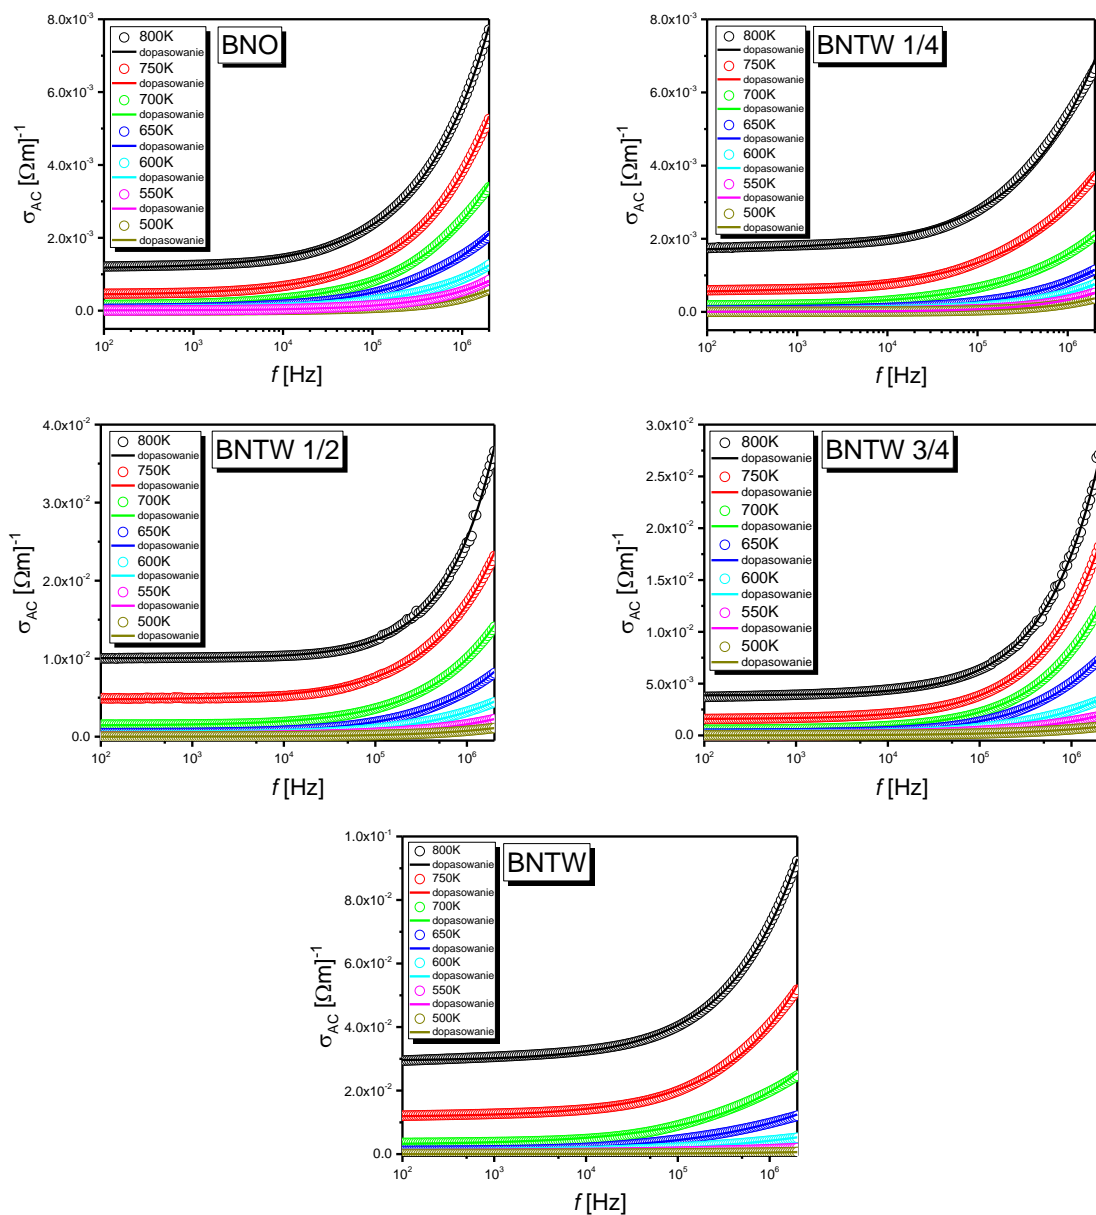 BNO
8.0x10⁻³
6.0x10⁻³
4.0x10⁻³
2.0x10⁻³
0.0
σAC [Ωm]⁻¹
800K
dopasowanie
750K
dopasowanie
700K
dopasowanie
650K
dopasowanie
600K
dopasowanie
550K
dopasowanie
500K
dopasowanie
10² 10³ 10⁴ 10⁵ 10⁶
f [Hz]
BNTW 1/4
8.0x10⁻³
6.0x10⁻³
4.0x10⁻³
2.0x10⁻³
0.0
σAC [Ωm]⁻¹
800K
dopasowanie
750K
dopasowanie
700K
dopasowanie
650K
dopasowanie
600K
dopasowanie
550K
dopasowanie
500K
dopasowanie
10² 10³ 10⁴ 10⁵ 10⁶
f [Hz]
BNTW 1/2
4.0x10⁻²
3.0x10⁻²
2.0x10⁻²
1.0x10⁻²
0.0
σAC [Ωm]⁻¹
800K
dopasowanie
750K
dopasowanie
700K
dopasowanie
650K
dopasowanie
600K
dopasowanie
550K
dopasowanie
500K
dopasowanie
10² 10³ 10⁴ 10⁵ 10⁶
f [Hz]
BNTW 3/4
3.0x10⁻²
2.5x10⁻²
2.0x10⁻²
1.5x10⁻²
1.0x10⁻²
5.0x10⁻³
0.0
σAC [Ωm]⁻¹
800K
dopasowanie
750K
dopasowanie
700K
dopasowanie
650K
dopasowanie
600K
dopasowanie
550K
dopasowanie
500K
dopasowanie
10² 10³ 10⁴ 10⁵ 10⁶
f [Hz]
BNTW
1.0x10⁻¹
8.0x10⁻²
6.0x10⁻²
4.0x10⁻²
2.0x10⁻²
0.0
σAC [Ωm]⁻¹
800K
dopasowanie
750K
dopasowanie
700K
dopasowanie
650K
dopasowanie
600K
dopasowanie
550K
dopasowanie
500K
dopasowanie
10² 10³ 10⁴ 10⁵ 10⁶
f [Hz]